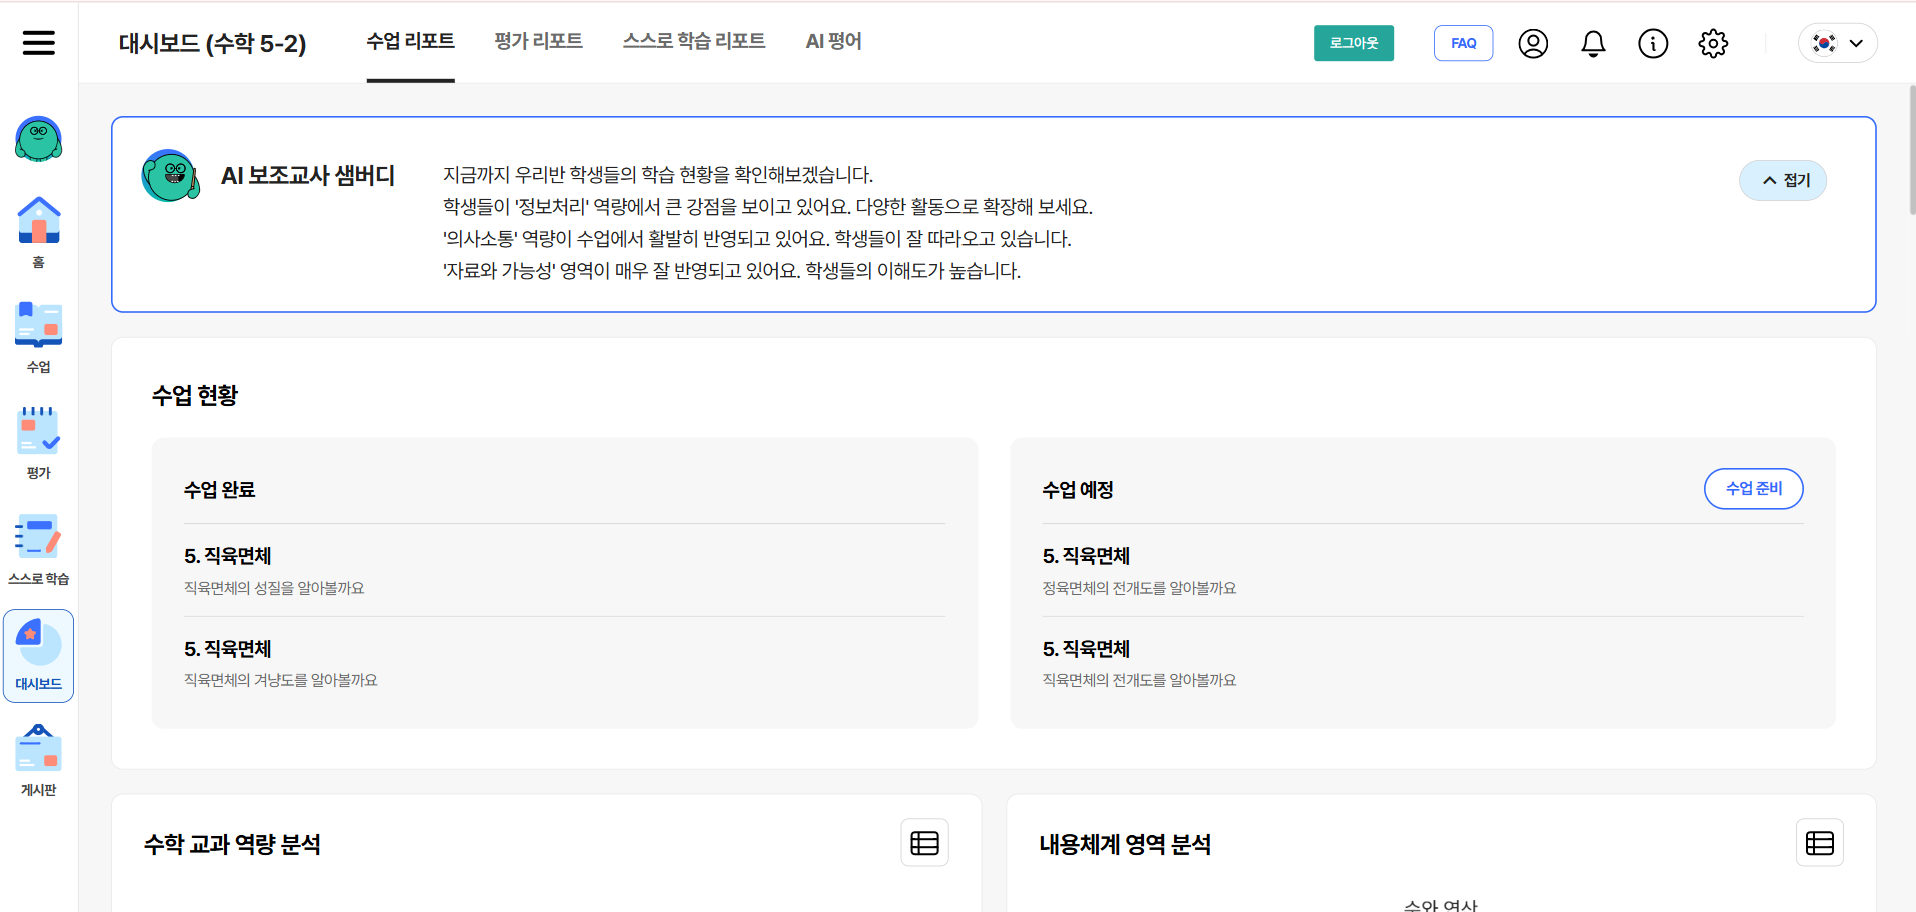 대시보드 (수학 5-2)
수업 리포트
평가 리포트
스스로 학습 리포트
AI 평어
로그아웃
FAQ
홈
수업
평가
스스로 학습
대시보드
게시판
AI 보조교사 샘버디
지금까지 우리반 학생들의 학습 현황을 확인해보겠습니다.
학생들이 '정보처리' 역량에서 큰 강점을 보이고 있어요. 다양한 활동으로 확장해 보세요.
'의사소통' 역량이 수업에서 활발히 반영되고 있어요. 학생들이 잘 따라오고 있습니다.
'자료와 가능성' 영역이 매우 잘 반영되고 있어요. 학생들의 이해도가 높습니다.
접기
수업 현황
수업 완료
5. 직육면체
직육면체의 성질을 알아볼까요
5. 직육면체
직육면체의 겨냥도를 알아볼까요
수업 예정
수업 준비
5. 직육면체
정육면체의 전개도를 알아볼까요
5. 직육면체
직육면체의 전개도를 알아볼까요
수학 교과 역량 분석
내용체계 영역 분석
수와 연산